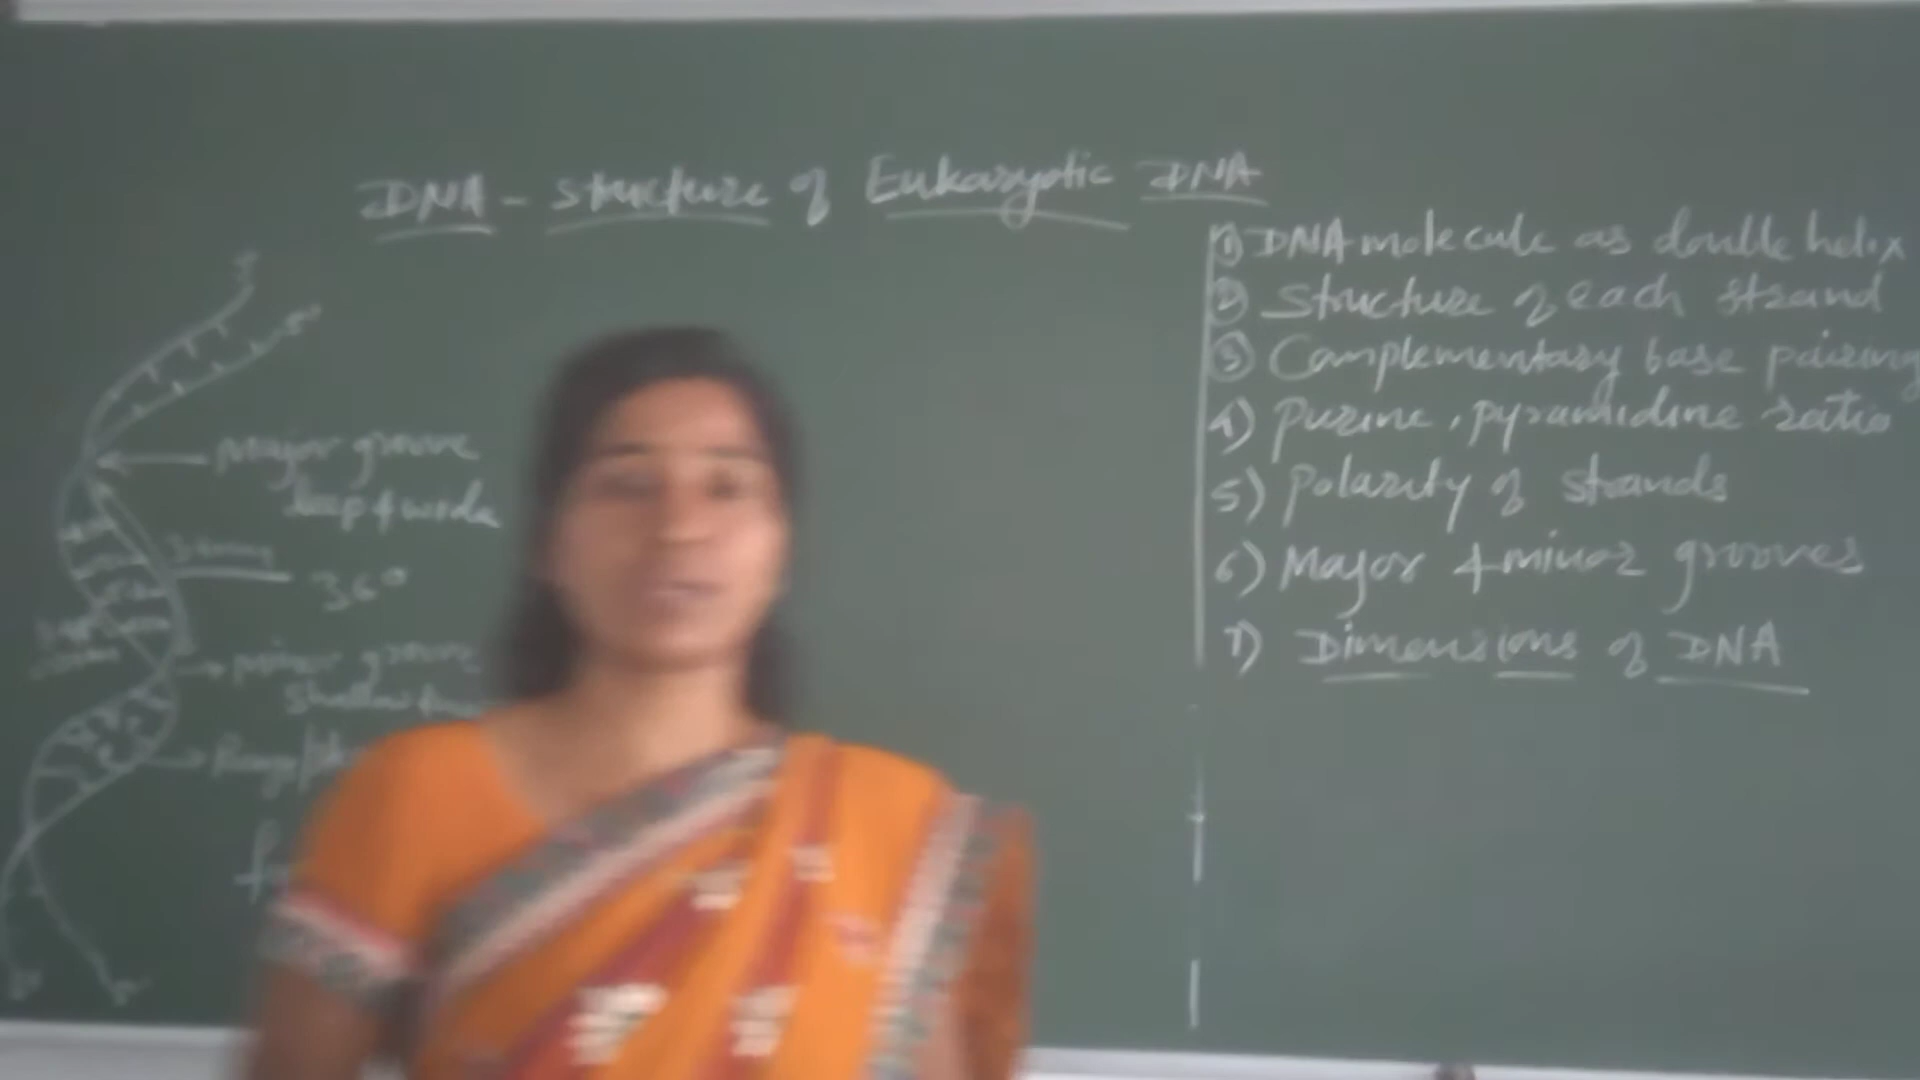 DNA - Structure of Eukaryotic DNA
Major groove
deep & wide
36°
minor groove
shallow
1) DNA molecule as double helix
2) Structure of each strand
3) Complementary base pairing
4) Purine, pyramidine ratio
5) Polarity of strands
6) Major & minor grooves
7) Dimensions of DNA